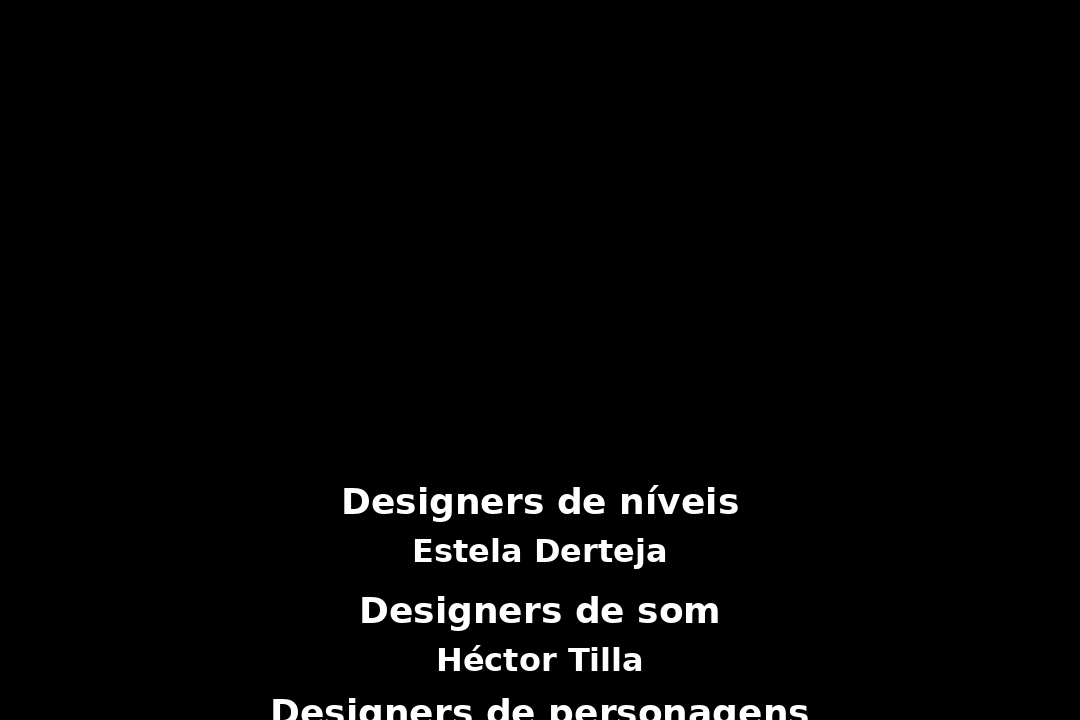 Designers de níveis
Estela Derteja
Designers de som
Héctor Tilla
Designers de personagens